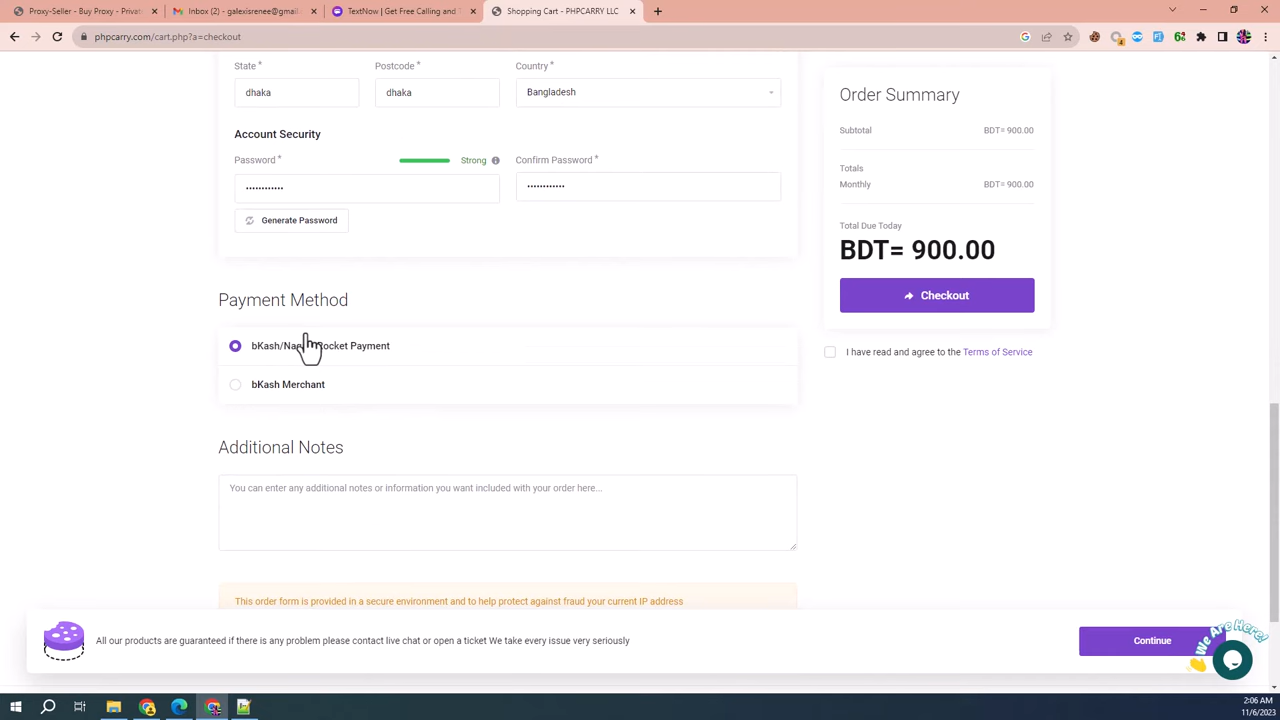 Proxy-Seller - Buy Proxy - Private
Inbox (2) - galexisrenee@gmail
TextNow | Get Free Calling and T
Shopping Cart - PHPCARRY LLC
phpcarry.com/cart.php?a=checkout
State *
Postcode *
Country *
dhaka
dhaka
Bangladesh
Account Security
Password *
Strong
Confirm Password *
••••••••••••
••••••••••••
Generate Password
Payment Method
bKash/Na Rocket Payment
bKash Merchant
Additional Notes
You can enter any additional notes or information you want included with your order here...
This order form is provided in a secure environment and to help protect against fraud your current IP address
Order Summary
Subtotal
BDT= 900.00
Totals
Monthly
BDT= 900.00
Total Due Today
BDT= 900.00
Checkout
I have read and agree to the Terms of Service
All our products are guaranteed if there is any problem please contact live chat or open a ticket We take every issue very seriously
Continue
We Are Here!
2:06 AM
11/6/2023